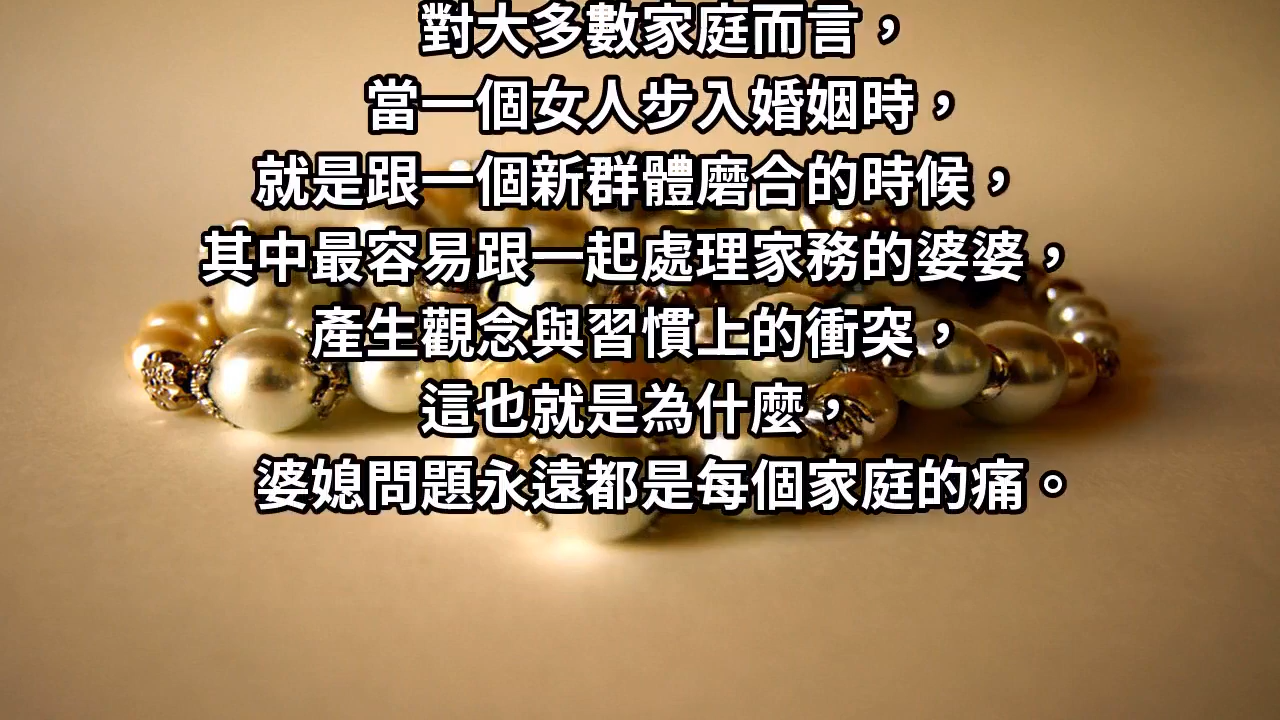 對大多數家庭而言，
當一個女人步入婚姻時，
就是跟一個新群體磨合的時候，
其中最容易跟一起處理家務的婆婆，
產生觀念與習慣上的衝突，
這也就是為什麼，
婆媳問題永遠都是每個家庭的痛。